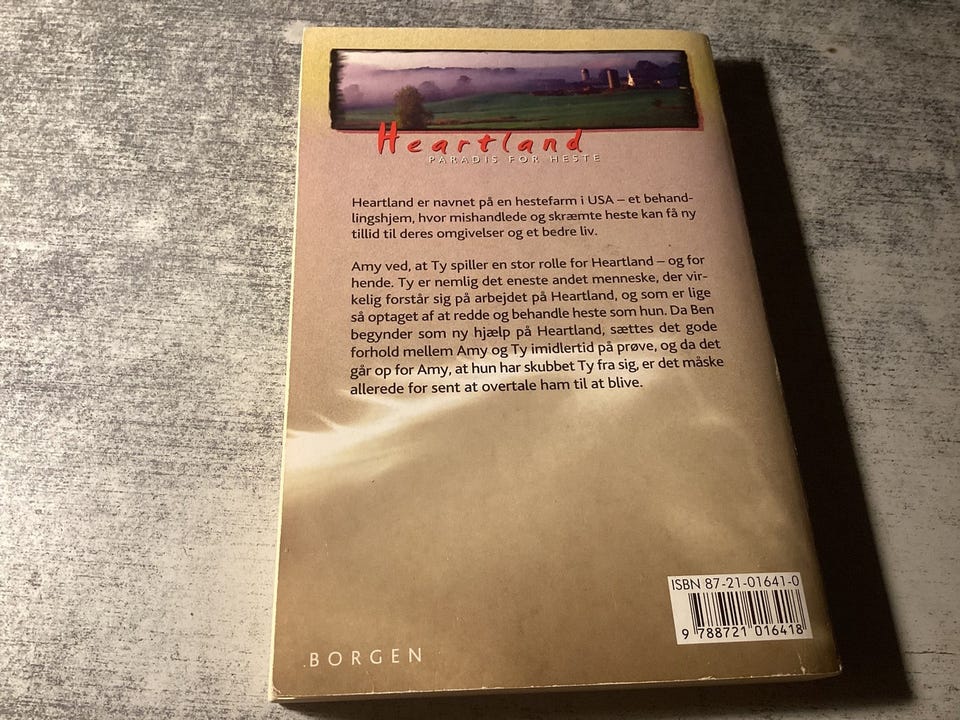 Heartland
PARADIS FOR HESTE
Heartland er navnet på en hestefarm i USA – et behand-
lingshjem, hvor mishandlede og skræmte heste kan få ny
tillid til deres omgivelser og et bedre liv.
Amy ved, at Ty spiller en stor rolle for Heartland – og for
hende. Ty er nemlig det eneste andet menneske, der vir-
kelig forstår sig på arbejdet på Heartland, og som er lige
så optaget af at redde og behandle heste som hun. Da Ben
begynder som ny hjælp på Heartland, sættes det gode
forhold mellem Amy og Ty imidlertid på prøve, og da det
går op for Amy, at hun har skubbet Ty fra sig, er det måske
allerede for sent at overtale ham til at blive.
ISBN 87-21-01641-0
9 788721 016418
BORGEN